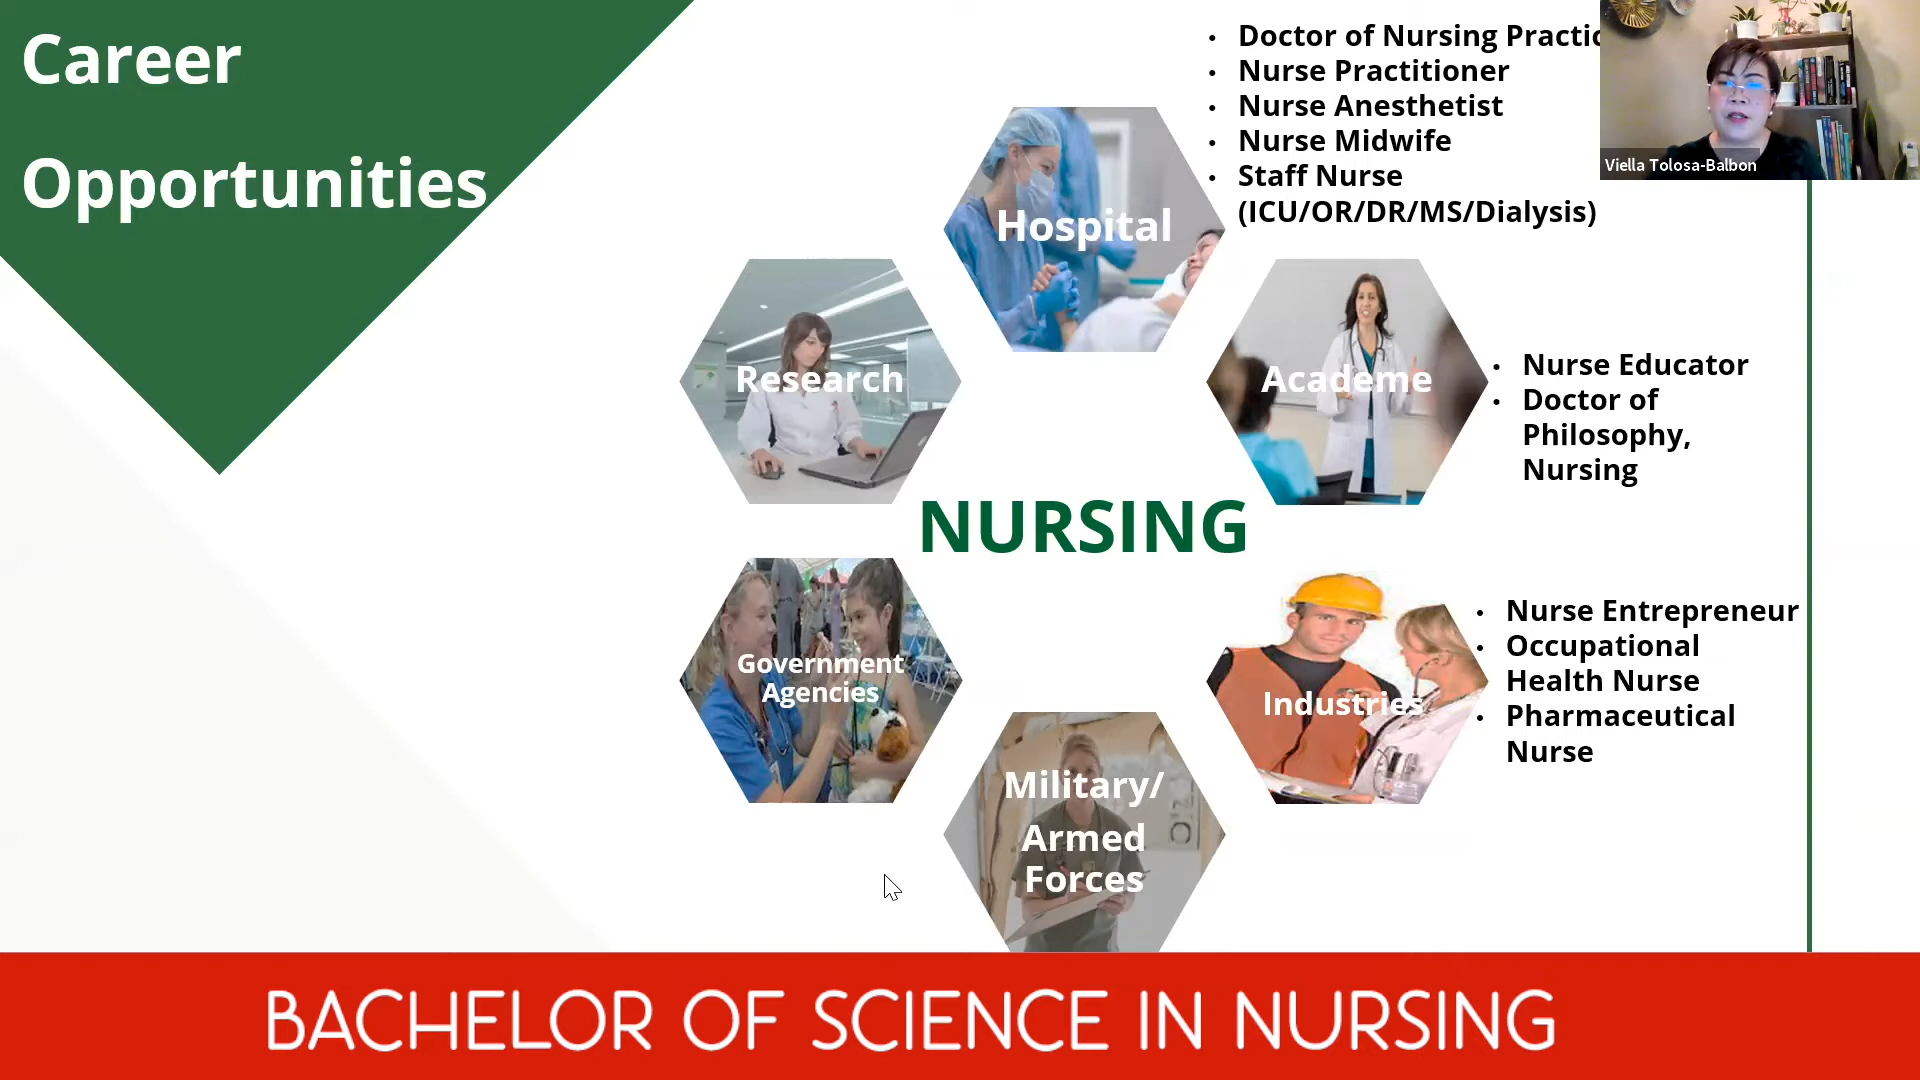 Career
Opportunities
• Doctor of Nursing
• Nurse Practitioner
• Nurse Anesthetist
• Nurse Midwife
• Staff Nurse
(ICU/OR/DR/MS/Dialysis)
Viella Tolosa-Balbon
Hospital
Research
Academe
• Nurse Educator
• Doctor of
Philosophy,
Nursing
NURSING
Government
Agencies
Industries
• Nurse Entrepreneur
• Occupational
Health Nurse
• Pharmaceutical
Nurse
Military/
Armed
Forces
BACHELOR OF SCIENCE IN NURSING